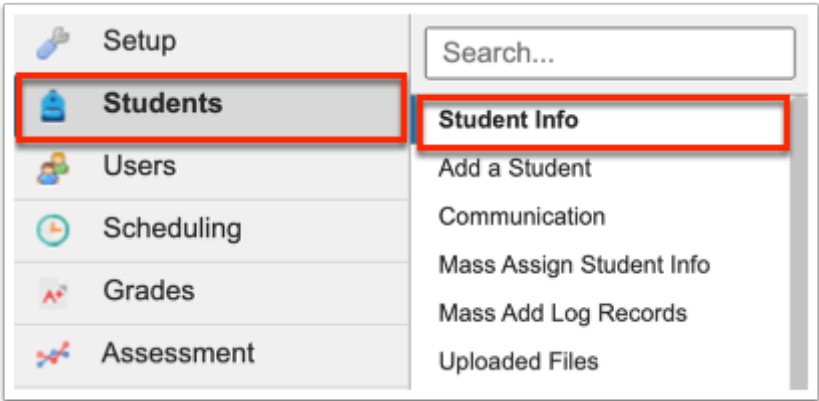 Setup
Students
Users
Scheduling
A+ Grades
Assessment
Search...
Student Info
Add a Student
Communication
Mass Assign Student Info
Mass Add Log Records
Uploaded Files